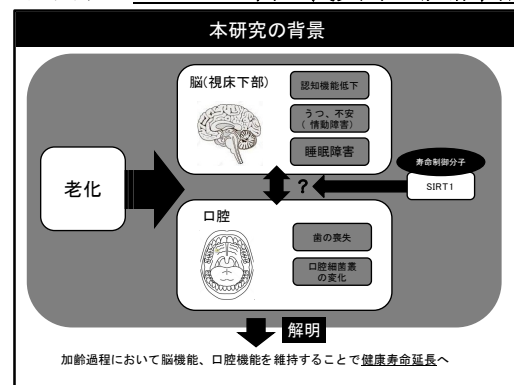 本研究の背景
脳(視床下部)
認知機能低下
うつ、不安
( 情動障害)
睡眠障害
老化
?
寿命制御分子
SIRT1
口腔
歯の喪失
口腔細菌叢
の変化
解明
加齢過程において脳機能、口腔機能を維持することで健康寿命延長へ